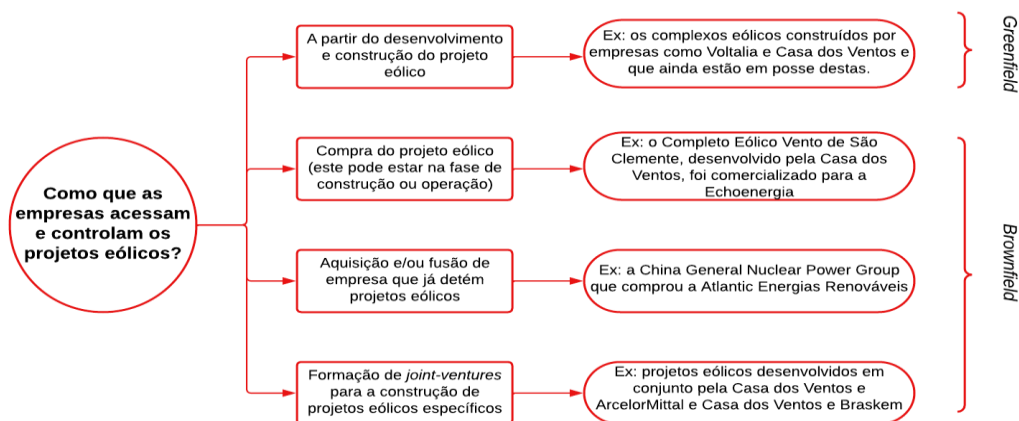 Como que as
empresas acessam
e controlam os
projetos eólicos?
A partir do desenvolvimento
e construção do projeto
eólico
Ex: os complexos eólicos construídos por
empresas como Voltalia e Casa dos Ventos e
que ainda estão em posse destas.
Greenfield
Compra do projeto eólico
(este pode estar na fase de
construção ou operação)
Ex: o Completo Eólico Vento de São
Clemente, desenvolvido pela Casa dos
Ventos, foi comercializado para a
Echoenergia
Aquisição e/ou fusão de
empresa que já detém
projetos eólicos
Ex: a China General Nuclear Power Group
que comprou a Atlantic Energias Renováveis
Formação de joint-ventures
para a construção de
projetos eólicos específicos
Ex: projetos eólicos desenvolvidos em
conjunto pela Casa dos Ventos e
ArcelorMittal e Casa dos Ventos e Braskem
Brownfield